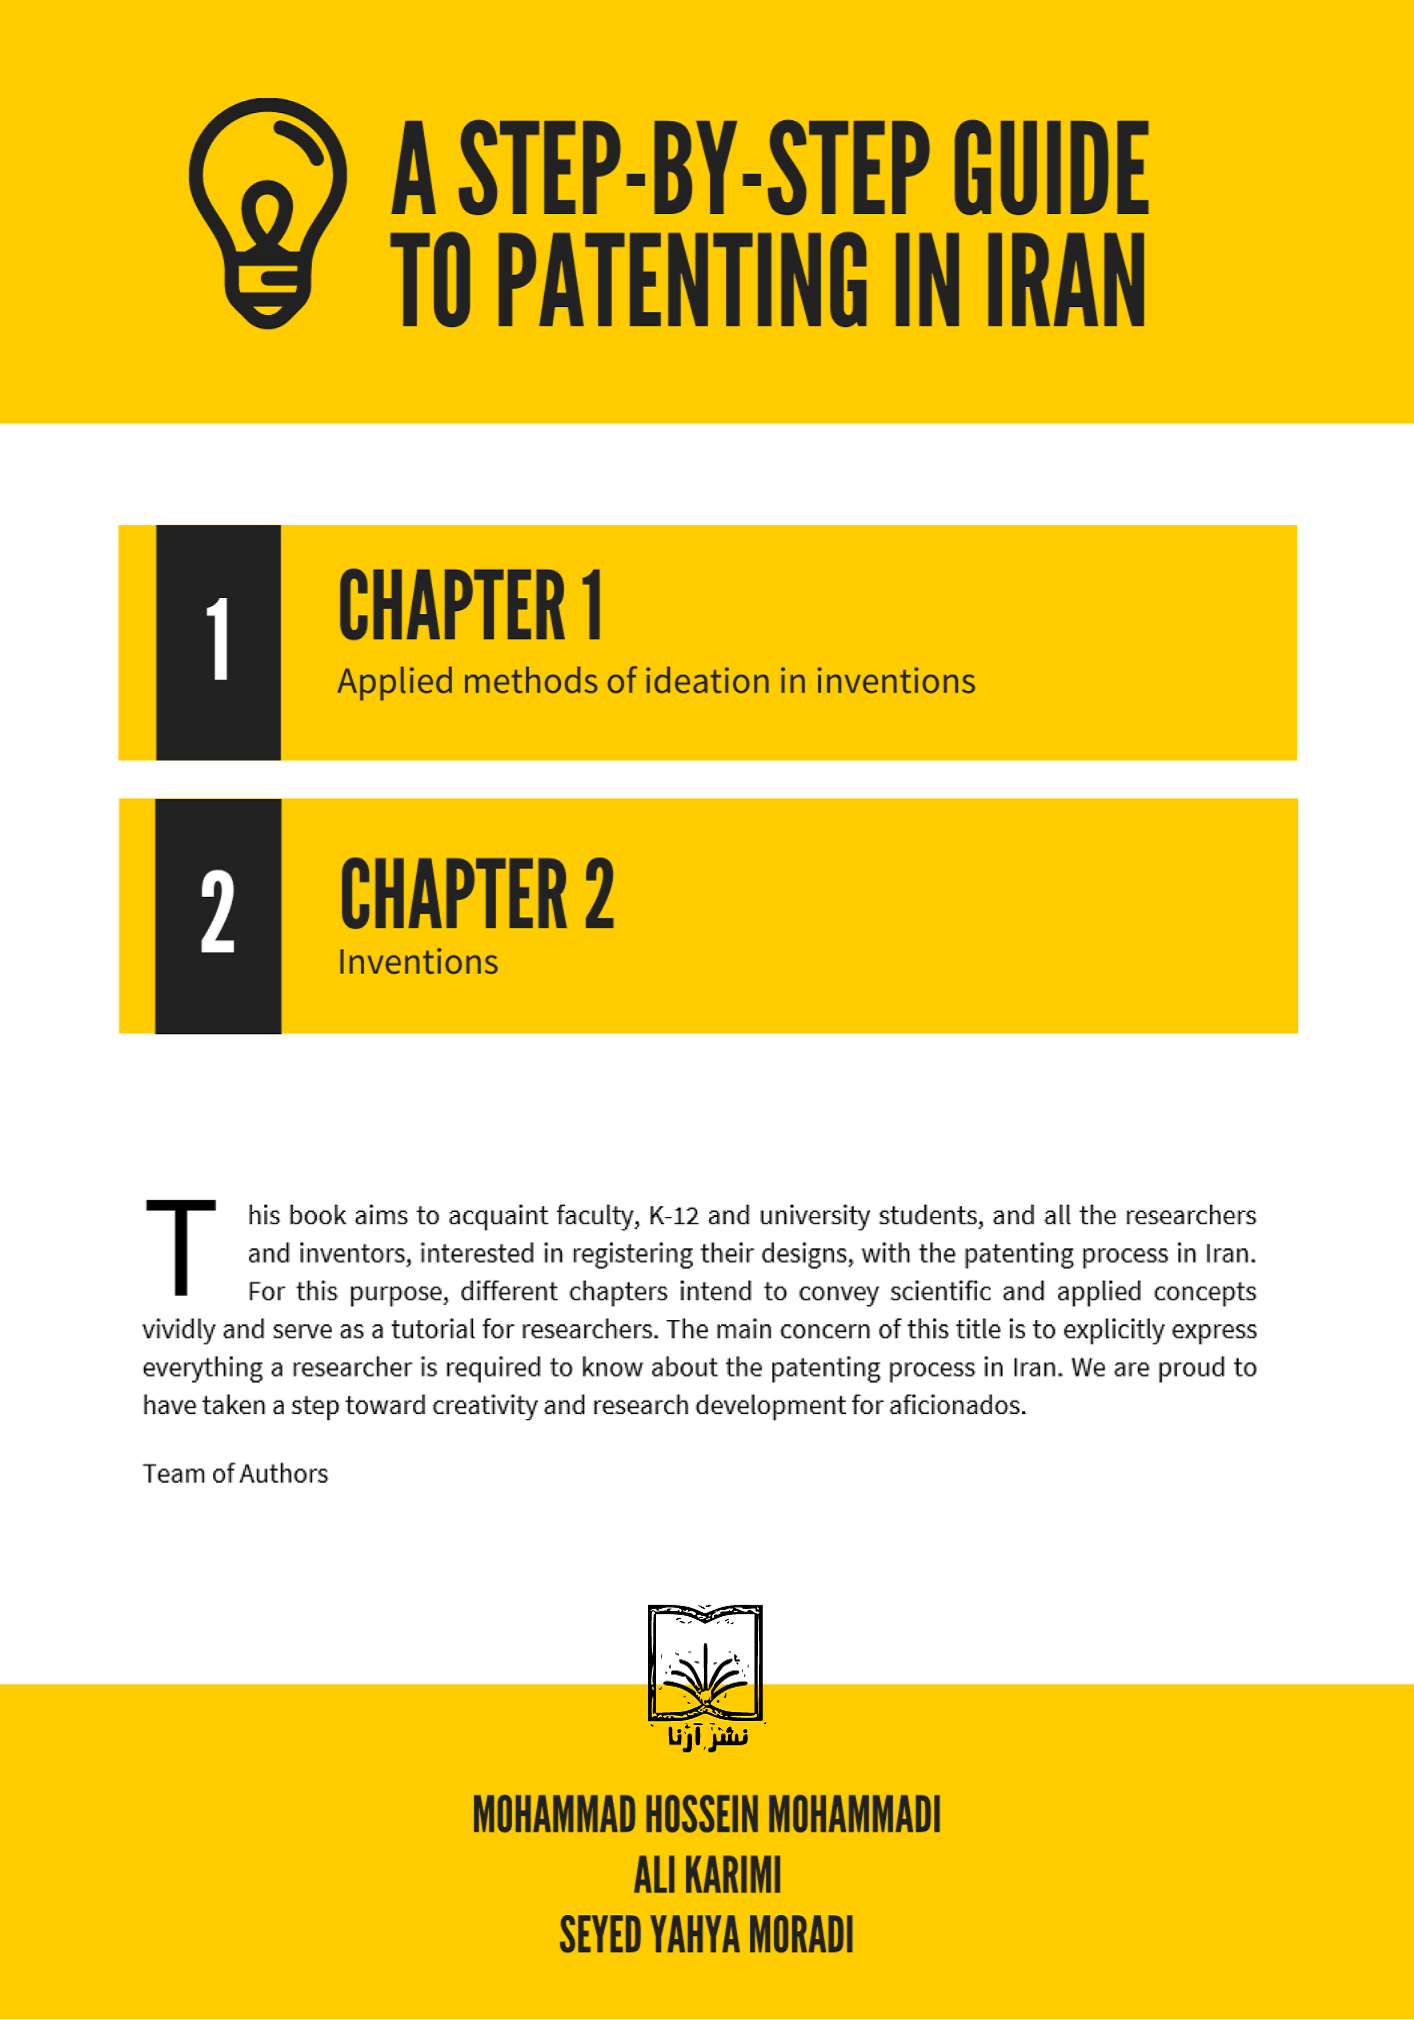 A STEP-BY-STEP GUIDE
TO PATENTING IN IRAN
1
CHAPTER 1
Applied methods of ideation in inventions
2
CHAPTER 2
Inventions
This book aims to acquaint faculty, K-12 and university students, and all the researchers
and inventors, interested in registering their designs, with the patenting process in Iran.
For this purpose, different chapters intend to convey scientific and applied concepts
vividly and serve as a tutorial for researchers. The main concern of this title is to explicitly express
everything a researcher is required to know about the patenting process in Iran. We are proud to
have taken a step toward creativity and research development for aficionados.
Team of Authors
نشر آرنا
MOHAMMAD HOSSEIN MOHAMMADI
ALI KARIMI
SEYED YAHYA MORADI